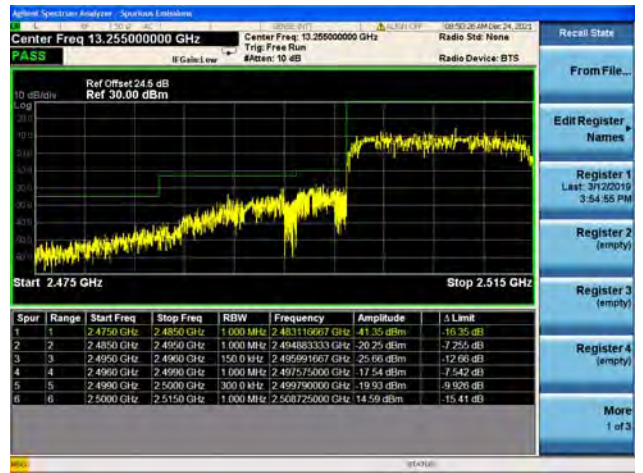 Agilent Spectrum Analyzer - Spurious Emissions
50 Ω AC SENSE:INT ALIGN OFF 08:50:26 AM Dec 24, 2021
Center Freq 13.255000000 GHz
Center Freq: 13.255000000 GHz
Radio Std: None
Trig: Free Run
PASS
IFGain:Low
#Atten: 10 dB
Radio Device: BTS
Ref Offset 24.5 dB
10 dB/div Ref 30.00 dBm
Log
20.0
10.0
Start 2.475 GHz
Stop 2.515 GHz
Spur Range Start Freq Stop Freq RBW Frequency Amplitude Δ Limit
1 1 2.4750 GHz 2.4850 GHz 1.000 MHz 2.483116667 GHz -41.35 dBm -16.35 dB
2 2 2.4850 GHz 2.4950 GHz 1.000 MHz 2.494883333 GHz -20.25 dBm -7.255 dB
3 3 2.4950 GHz 2.4960 GHz 150.0 kHz 2.495991667 GHz -25.66 dBm -12.66 dB
4 4 2.4960 GHz 2.4990 GHz 1.000 MHz 2.497575000 GHz -17.54 dBm -7.542 dB
5 5 2.4990 GHz 2.5000 GHz 300.0 kHz 2.499790000 GHz -19.93 dBm -9.926 dB
6 6 2.5000 GHz 2.5150 GHz 1.000 MHz 2.508725000 GHz 14.59 dBm -15.41 dB
MSG
STATUS
Recall State
From File...
Edit Register
Names
Register 1
Last: 3/12/2019
3:54:55 PM
Register 2
(empty)
Register 3
(empty)
Register 4
(empty)
More
1 of 3